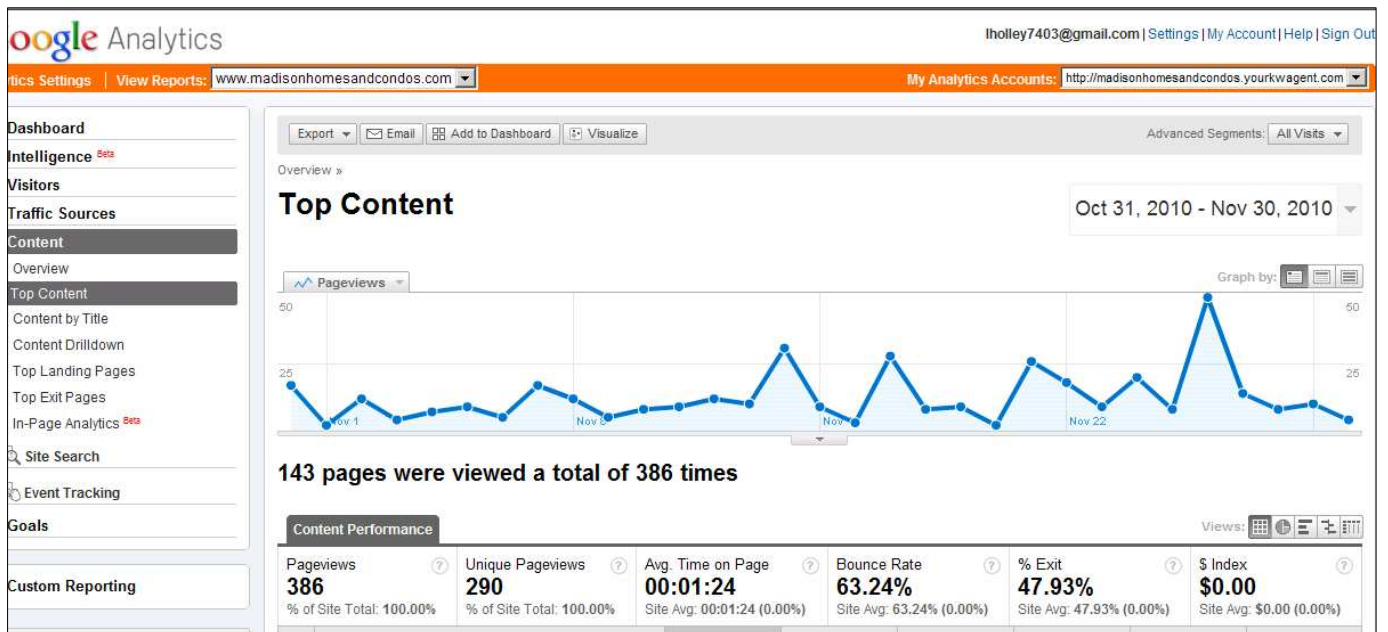 oogle Analytics
lholley7403@gmail.com | Settings | My Account | Help | Sign Out
tics Settings | View Reports: www.madisonhomesandcondos.com
My Analytics Accounts: http://madisonhomesandcondos.yourkwagent.com
Dashboard
Intelligence Beta
Visitors
Traffic Sources
Content
Overview
Top Content
Content by Title
Content Drilldown
Top Landing Pages
Top Exit Pages
In-Page Analytics Beta
Site Search
Event Tracking
Goals
Custom Reporting
Export Email Add to Dashboard Visualize
Advanced Segments: All Visits
Overview »
Top Content
Oct 31, 2010 - Nov 30, 2010
Pageviews
Graph by:
50 50
25 25
Nov 1 Nov 8 Nov Nov 22
143 pages were viewed a total of 386 times
Content Performance
Views:
Pageviews ?
386
% of Site Total: 100.00%
Unique Pageviews ?
290
% of Site Total: 100.00%
Avg. Time on Page ?
00:01:24
Site Avg: 00:01:24 (0.00%)
Bounce Rate ?
63.24%
Site Avg: 63.24% (0.00%)
% Exit ?
47.93%
Site Avg: 47.93% (0.00%)
$ Index ?
$0.00
Site Avg: $0.00 (0.00%)